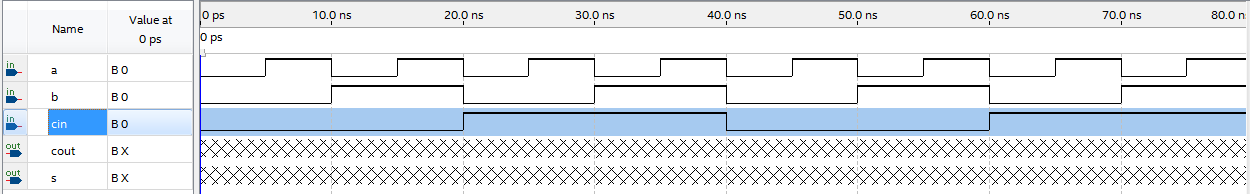 Name
Value at
0 ps
0 ps 10.0 ns 20.0 ns 30.0 ns 40.0 ns 50.0 ns 60.0 ns 70.0 ns 80.0 ns
0 ps
in a B 0
in b B 0
in cin B 0
out cout B X
out s B X